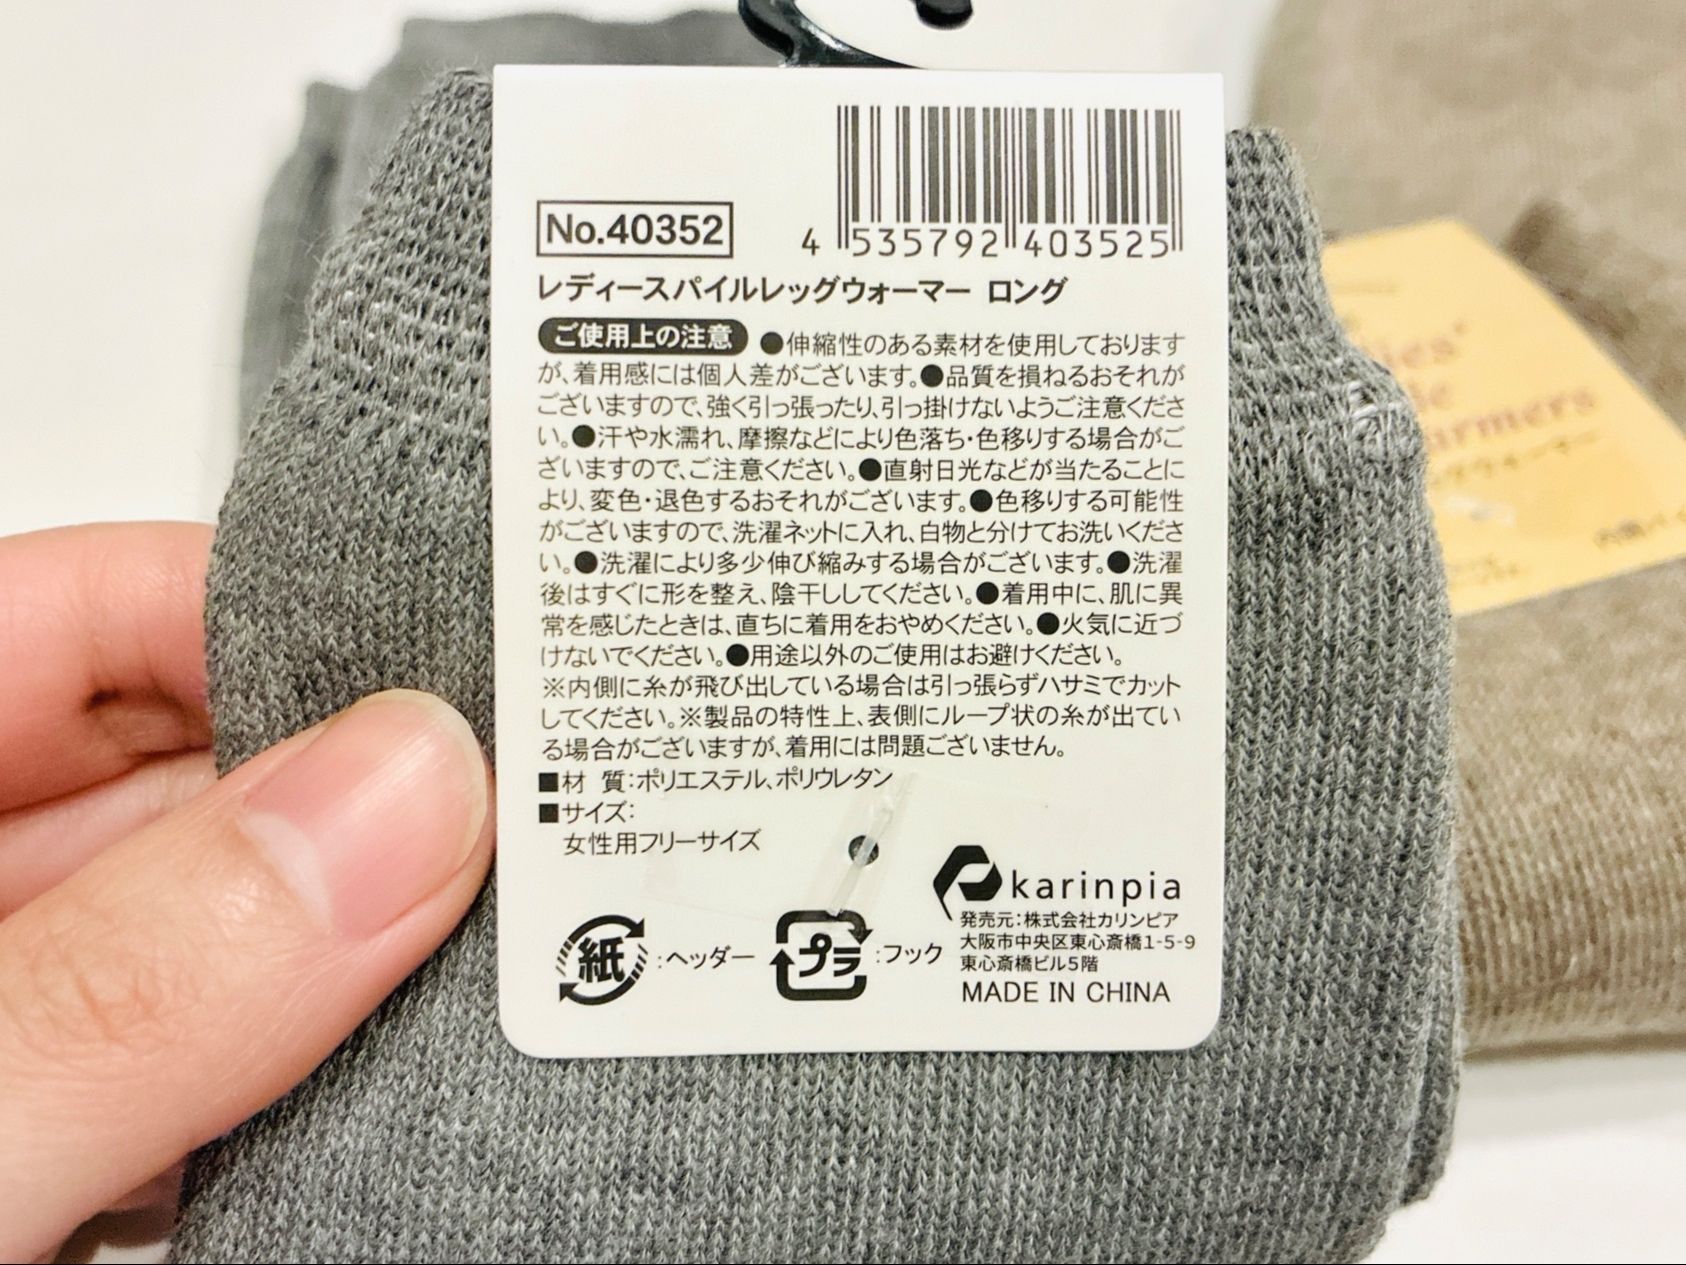 No.40352
4 535792 403525
レディースパイルレッグウォーマー ロング
ご使用上の注意 ●伸縮性のある素材を使用しております
が、着用感には個人差がございます。●品質を損ねるおそれが
ございますので、強く引っ張ったり、引っ掛けないようご注意くださ
い。●汗や水濡れ、摩擦などにより色落ち・色移りする場合がご
ざいますので、ご注意ください。●直射日光などが当たることに
より、変色・退色するおそれがございます。●色移りする可能性
がございますので、洗濯ネットに入れ、白物と分けてお洗いくださ
い。●洗濯により多少伸び縮みする場合がございます。●洗濯
後はすぐに形を整え、陰干ししてください。●着用中に、肌に異
常を感じたときは、直ちに着用をおやめください。●火気に近づ
けないでください。●用途以外のご使用はお避けください。
※内側に糸が飛び出している場合は引っ張らずハサミでカット
してください。※製品の特性上、表側にループ状の糸が出てい
る場合がございますが、着用には問題ございません。
■材 質:ポリエステル、ポリウレタン
■サイズ:
女性用フリーサイズ
karinpia
紙:ヘッダー プラ:フック
発売元:株式会社カリンピア
大阪市中央区東心斎橋1-5-9
東心斎橋ビル5階
MADE IN CHINA